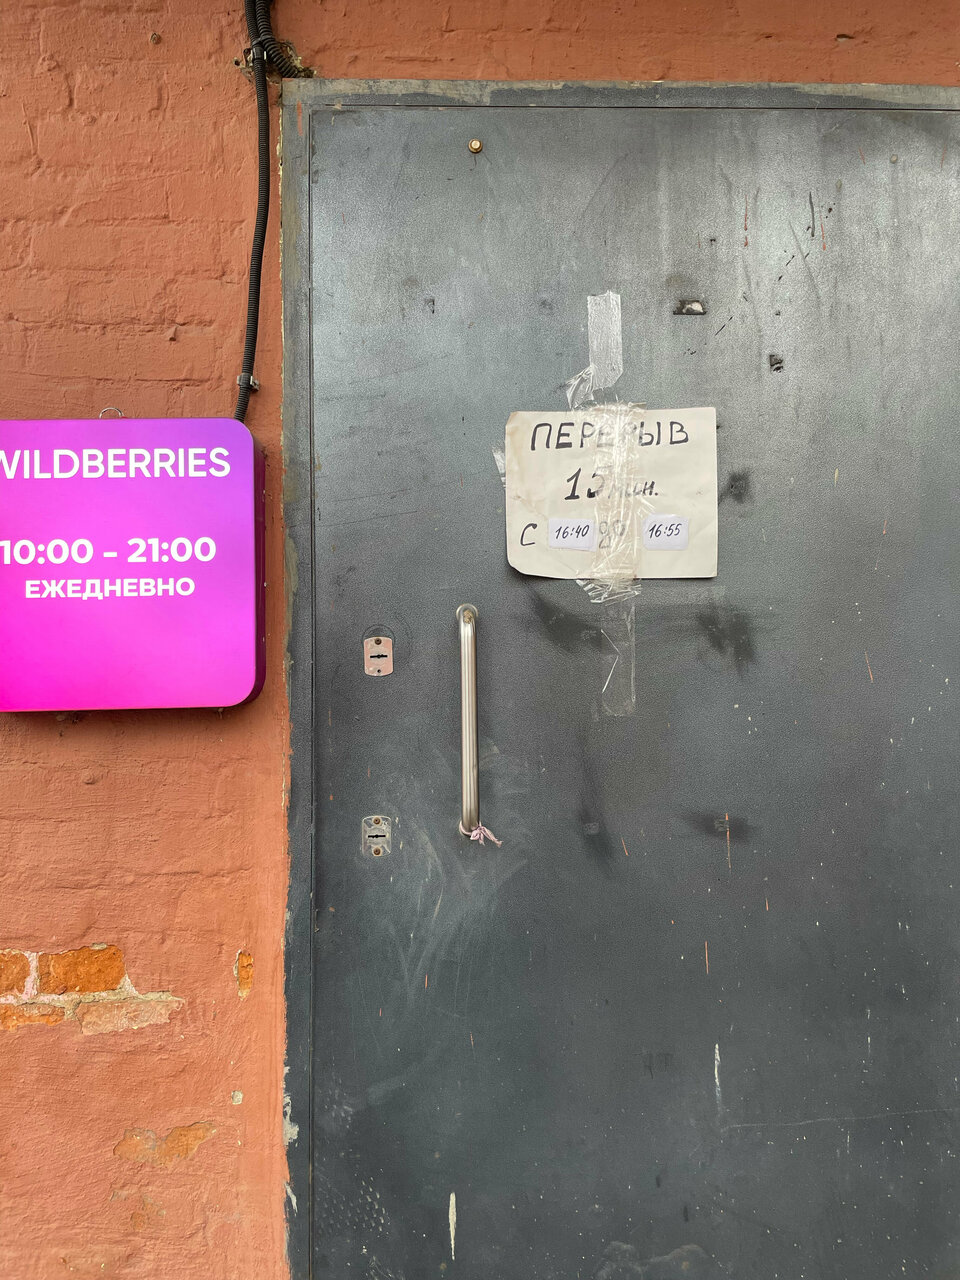 WILDBERRIES
10:00 - 21:00
ЕЖЕДНЕВНО
ПЕРЕРЫВ
15 мин.
С 16:40 до 16:55